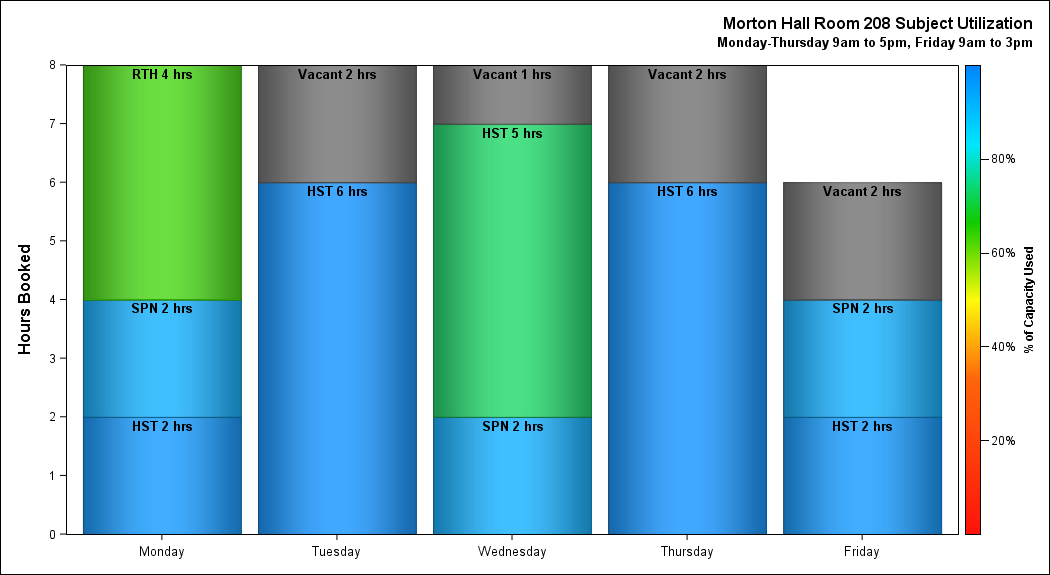 Morton Hall Room 208 Subject Utilization
Monday-Thursday 9am to 5pm, Friday 9am to 3pm
Hours Booked
8
7
6
5
4
3
2
1
0
RTH 4 hrs
SPN 2 hrs
HST 2 hrs
Vacant 2 hrs
HST 6 hrs
Vacant 1 hrs
HST 5 hrs
SPN 2 hrs
Vacant 2 hrs
HST 6 hrs
Vacant 2 hrs
SPN 2 hrs
HST 2 hrs
Monday
Tuesday
Wednesday
Thursday
Friday
80%
60%
40%
20%
% of Capacity Used